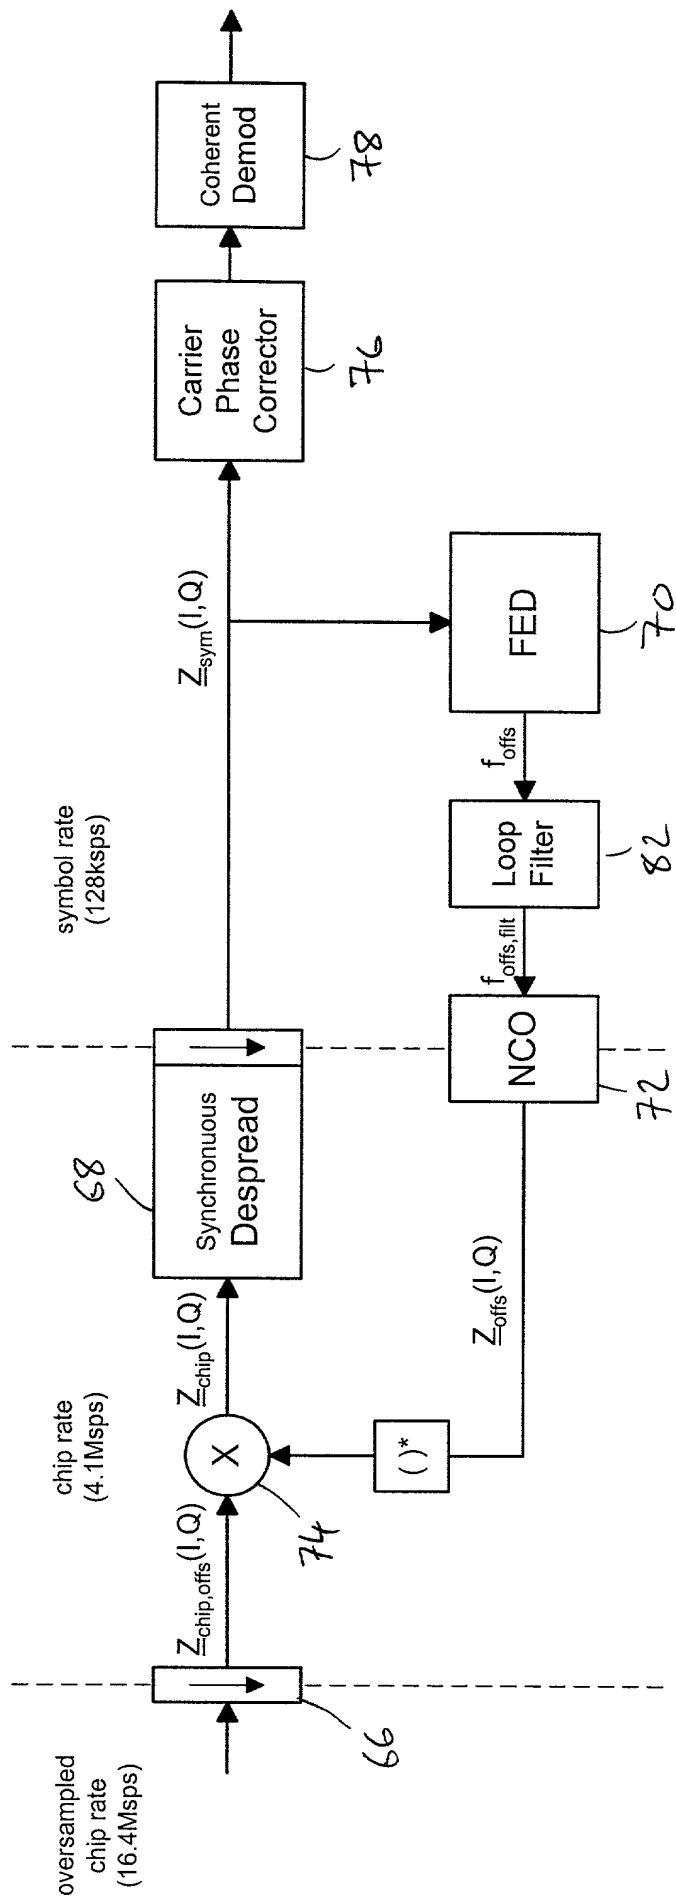 oversampled
chip rate
(16.4Msps)
chip rate
(4.1Msps)
symbol rate
(128ksps)
66
Z_chip,offs(I,Q)
X
74
Z_chip(I,Q)
68
Synchronuous
Despread
Z_sym(I,Q)
Carrier
Phase
Corrector
76
Coherent
Demod
78
( )*
Z_offs(I,Q)
NCO
72
f_offs,filt
Loop
Filter
82
f_offs
FED
70